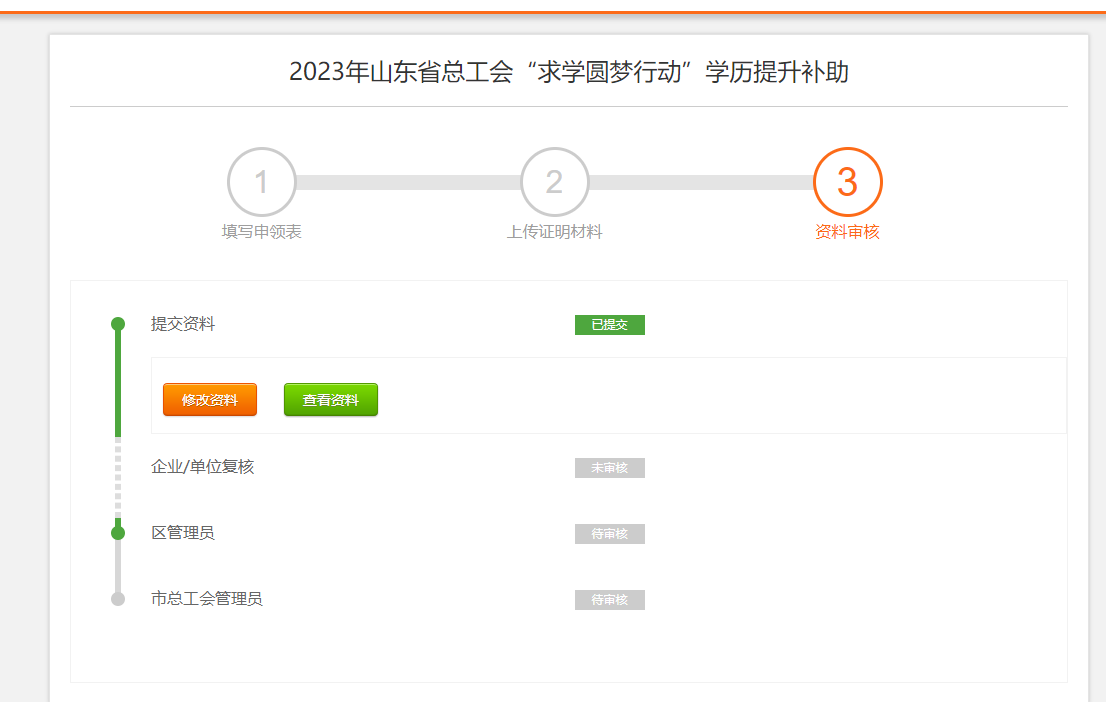 2023年山东省总工会“求学圆梦行动”学历提升补助
1 2 3
填写申领表 上传证明材料 资料审核
提交资料 已提交
修改资料 查看资料
企业/单位复核 未审核
区管理员 待审核
市总工会管理员 待审核